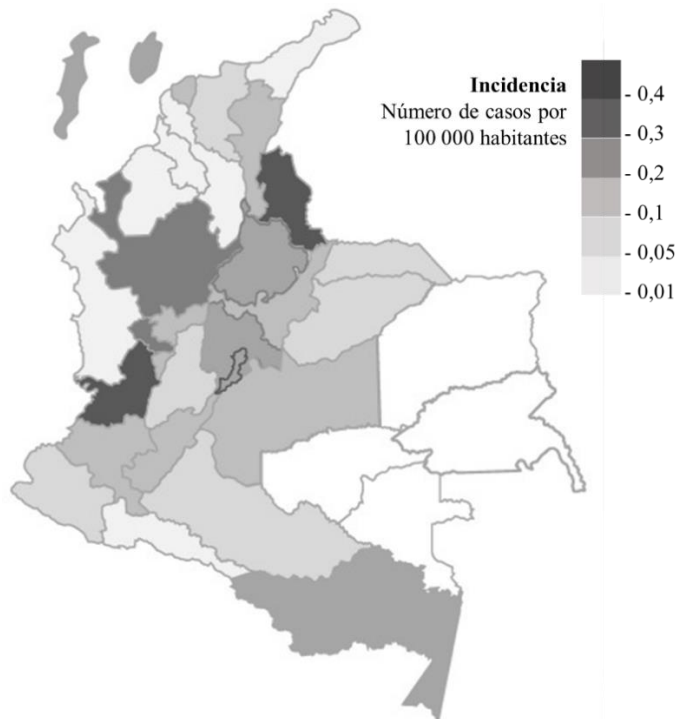 Incidencia
Número de casos por
100 000 habitantes
- 0,4
- 0,3
- 0,2
- 0,1
- 0,05
- 0,01